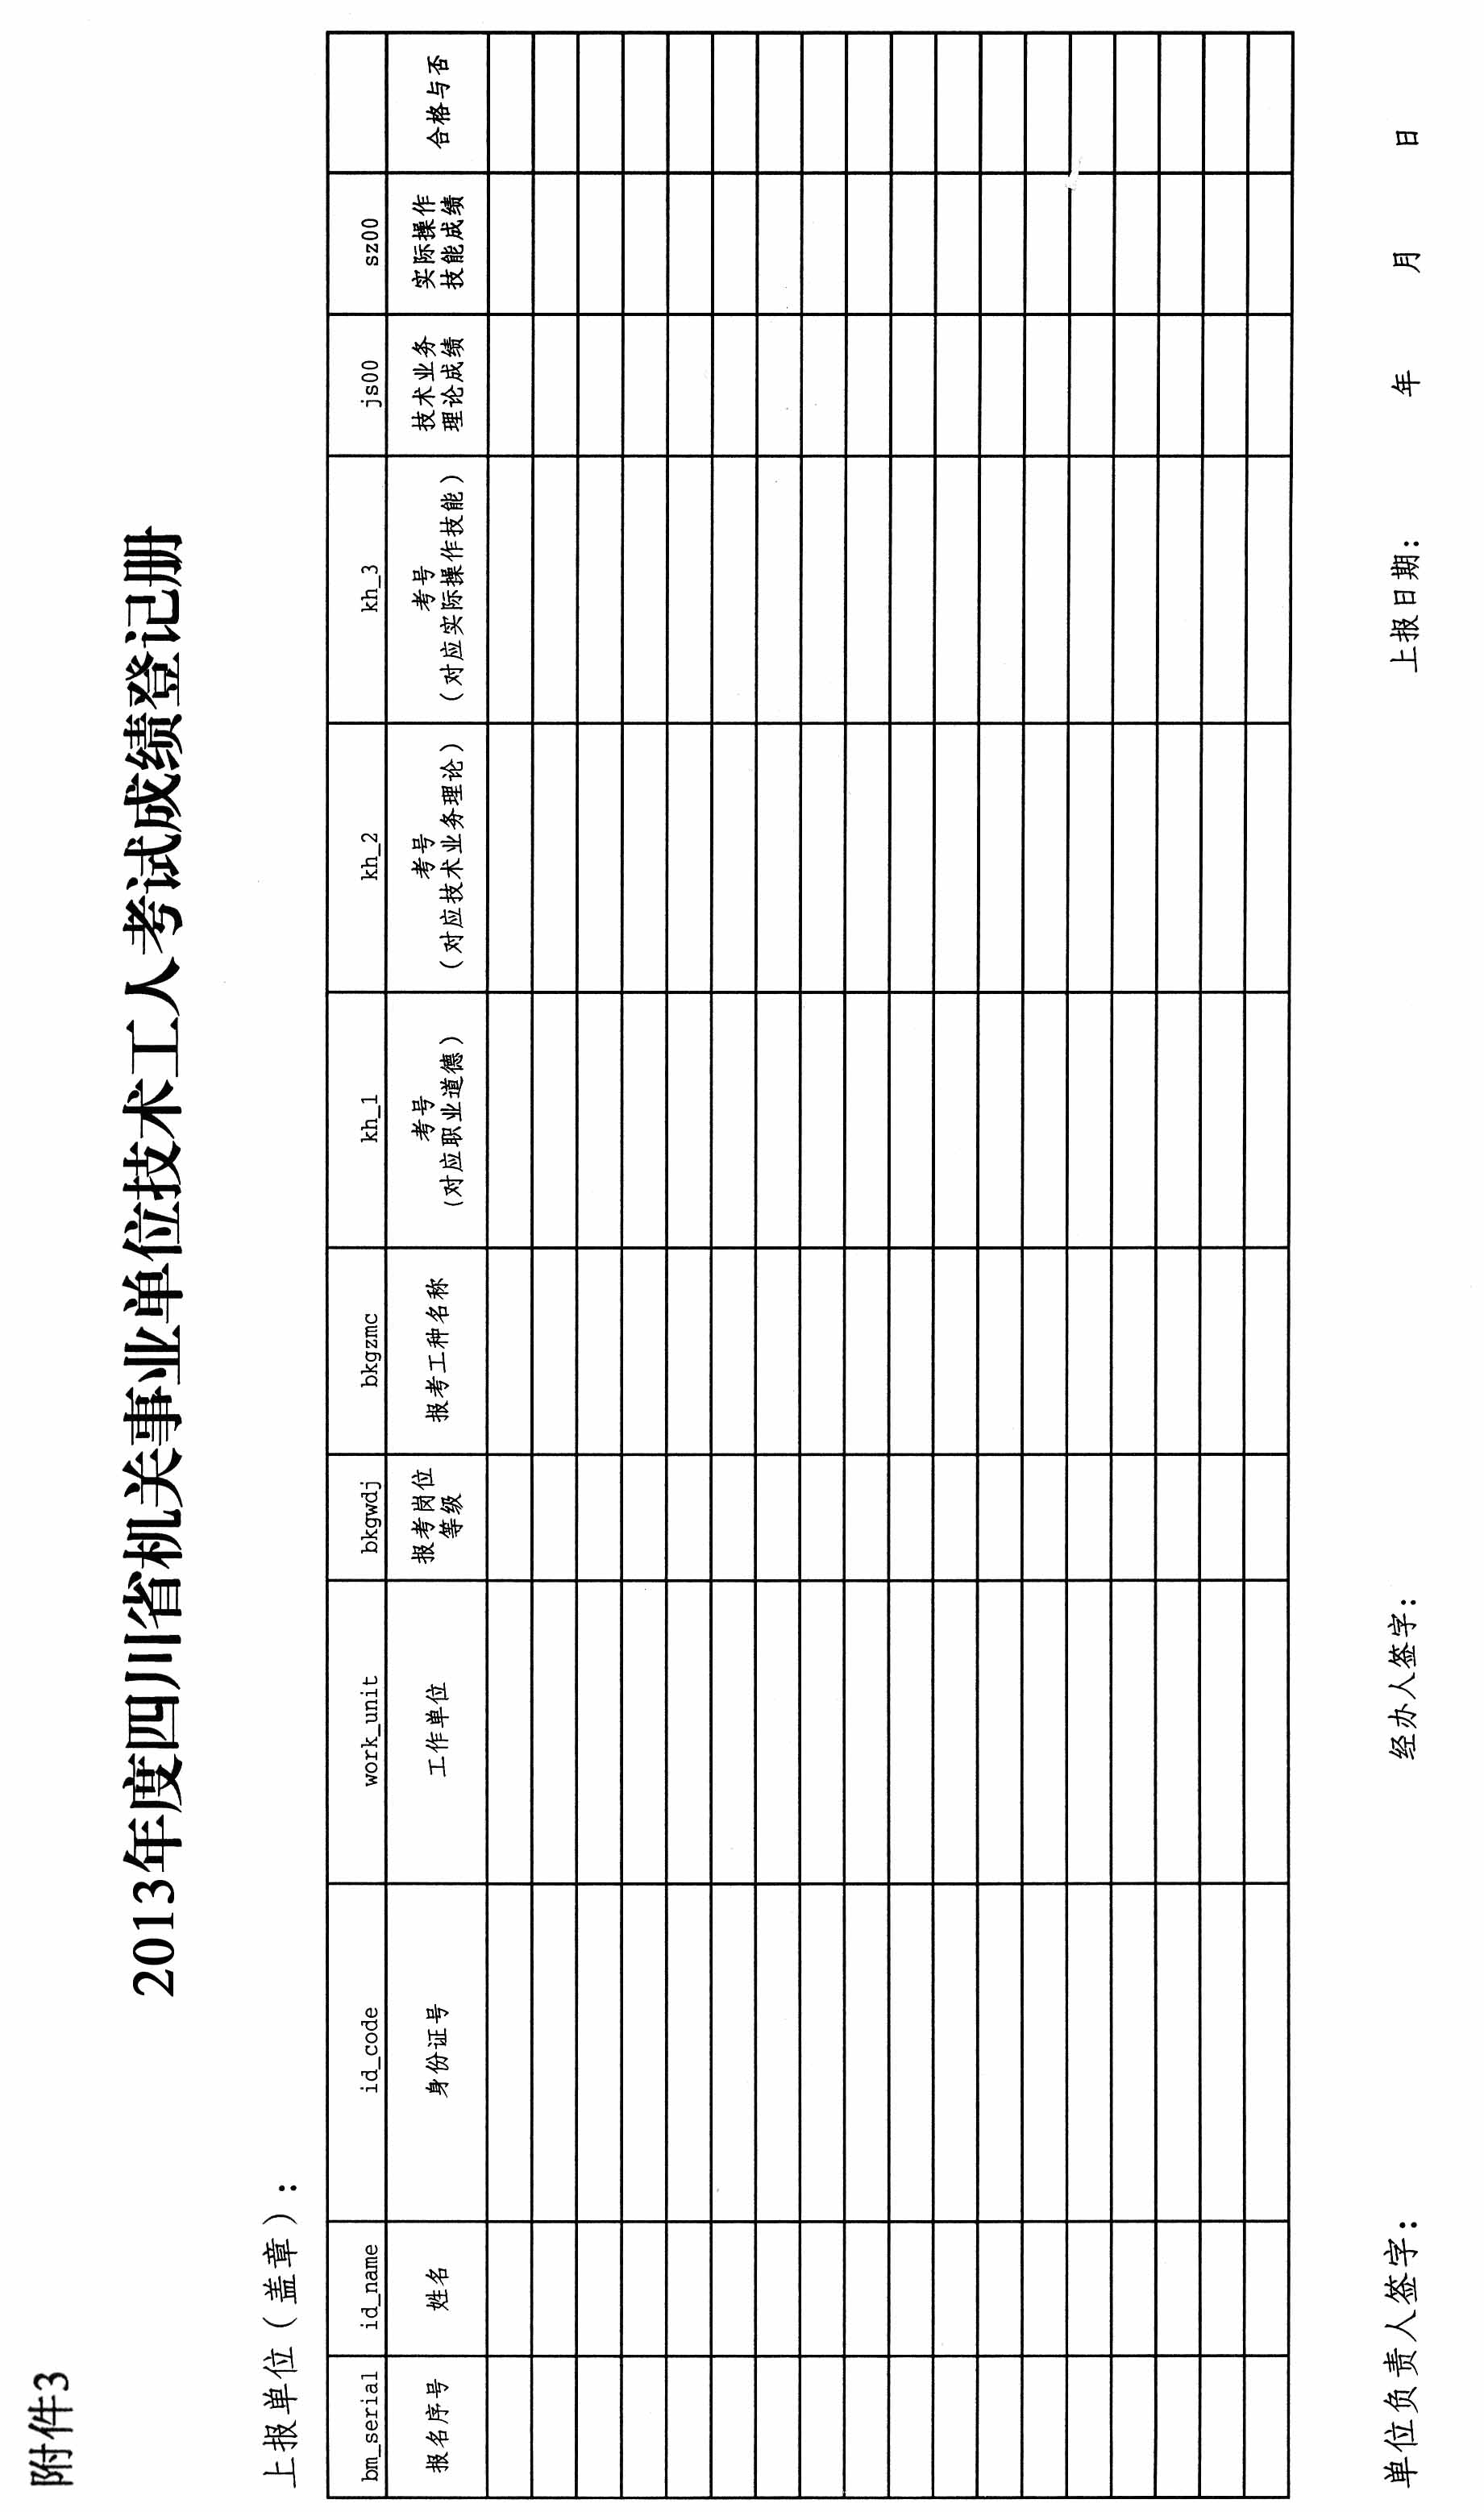 附件3
2013年度四川省机关事业单位技术工人考试成绩登记册
上报单位（盖章）:
bm_serial id_name id_code work_unit bkgwdj bkgzmc kh_1 kh_2 kh_3 js00 sz00
报名序号 姓名 身份证号 工作单位 报考岗位等级 报考工种名称 考号（对应职业道德） 考号（对应技术业务理论） 考号（对应实际操作技能） 技术业务理论成绩 实际操作技能成绩 合格与否
单位负责人签字: 经办人签字: 上报日期: 年 月 日